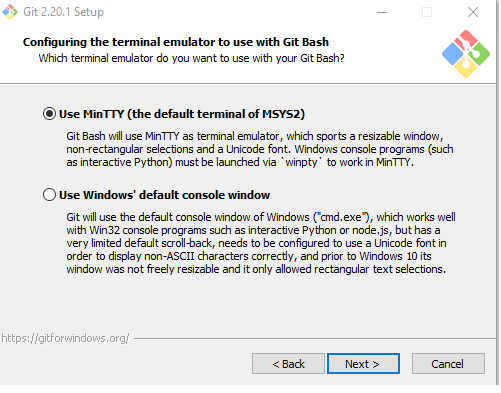 Git 2.20.1 Setup
Configuring the terminal emulator to use with Git Bash
Which terminal emulator do you want to use with your Git Bash?
Use MinTTY (the default terminal of MSYS2)
Git Bash will use MinTTY as terminal emulator, which sports a resizable window,
non-rectangular selections and a Unicode font. Windows console programs (such
as interactive Python) must be launched via `winpty` to work in MinTTY.
Use Windows' default console window
Git will use the default console window of Windows ("cmd.exe"), which works well
with Win32 console programs such as interactive Python or node.js, but has a
very limited default scroll-back, needs to be configured to use a Unicode font in
order to display non-ASCII characters correctly, and prior to Windows 10 its
window was not freely resizable and it only allowed rectangular text selections.
https://gitforwindows.org/
< Back Next > Cancel